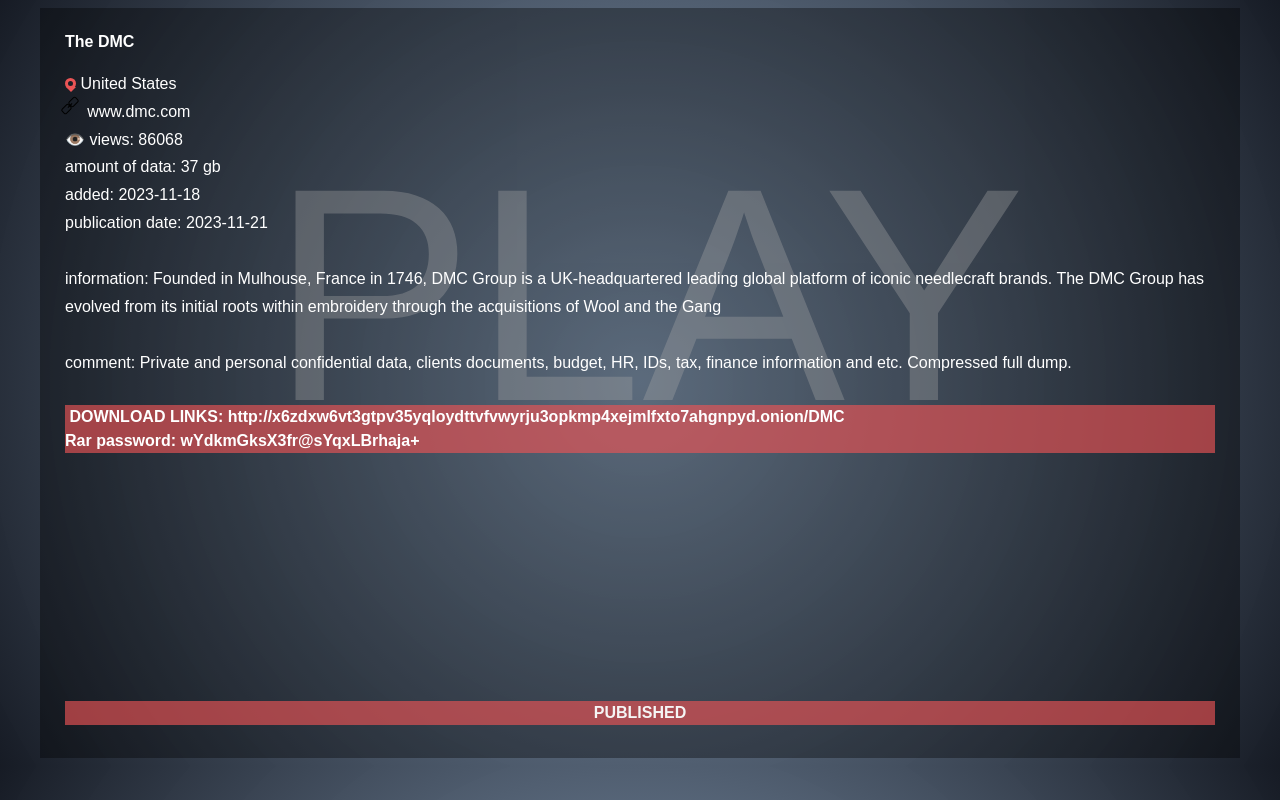 The DMC
United States
www.dmc.com
views: 86068
amount of data: 37 gb
added: 2023-11-18
publication date: 2023-11-21
PLAY
information: Founded in Mulhouse, France in 1746, DMC Group is a UK-headquartered leading global platform of iconic needlecraft brands. The DMC Group has
evolved from its initial roots within embroidery through the acquisitions of Wool and the Gang
comment: Private and personal confidential data, clients documents, budget, HR, IDs, tax, finance information and etc. Compressed full dump.
DOWNLOAD LINKS: http://x6zdxw6vt3gtpv35yqloydttvfvwyrju3opkmp4xejmlfxto7ahgnpyd.onion/DMC
Rar password: wYdkmGksX3fr@sYqxLBrhaja+
PUBLISHED